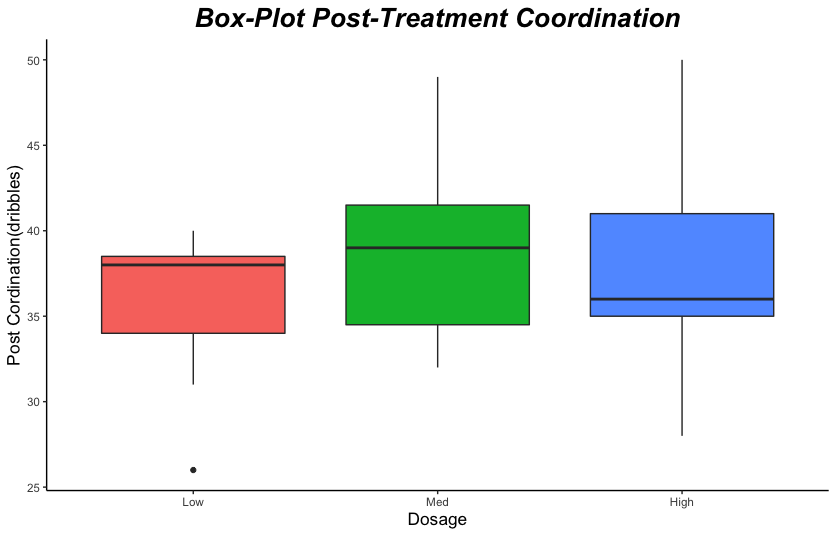 Box-Plot Post-Treatment Coordination
Post Cordination(dribbles)
50
45
40
35
30
25
Low
Med
High
Dosage